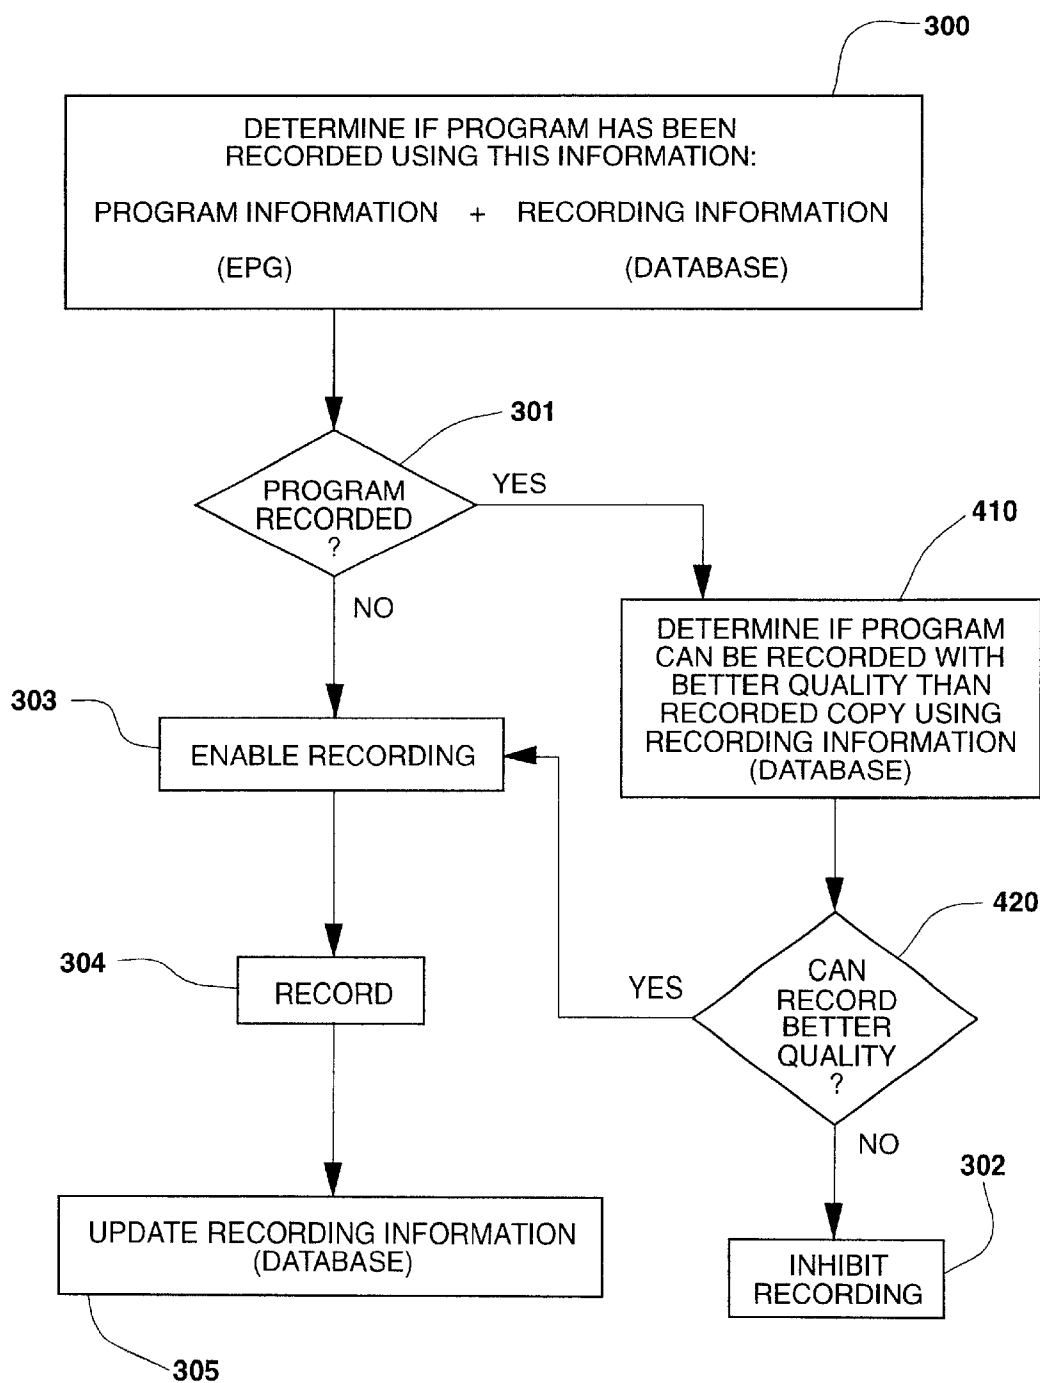 300
DETERMINE IF PROGRAM HAS BEEN
RECORDED USING THIS INFORMATION:
PROGRAM INFORMATION + RECORDING INFORMATION
(EPG) (DATABASE)
301
PROGRAM
RECORDED
?
YES
NO
410
DETERMINE IF PROGRAM
CAN BE RECORDED WITH
BETTER QUALITY THAN
RECORDED COPY USING
RECORDING INFORMATION
(DATABASE)
303
ENABLE RECORDING
420
CAN
RECORD
BETTER
QUALITY
?
YES
NO
304
RECORD
302
INHIBIT
RECORDING
UPDATE RECORDING INFORMATION
(DATABASE)
305